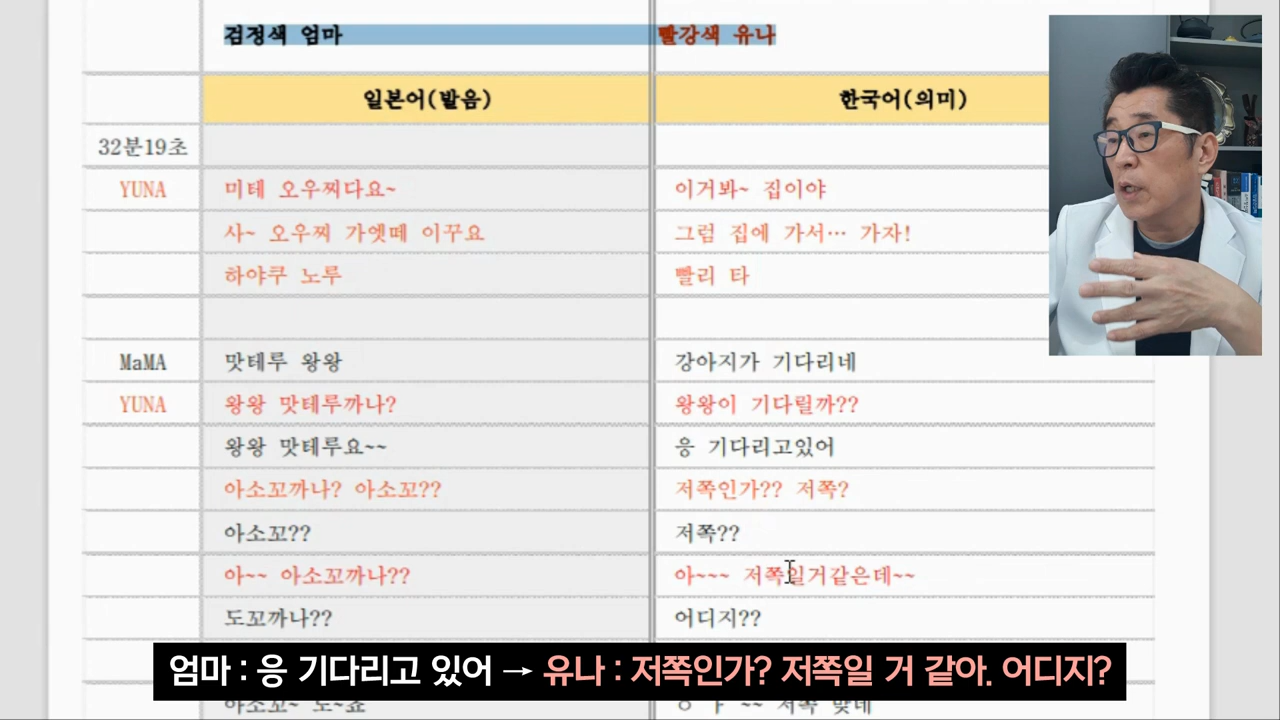 검정색 엄마 빨강색 유나
일본어(발음) 한국어(의미)
32분19초
YUNA 미테 오우찌다요~ 이거봐~ 집이야
사~ 오우찌 가엣떼 이꾸요 그럼 집에 가서… 가자!
하야쿠 노루 빨리 타
MaMA 맛테루 왕왕 강아지가 기다리네
YUNA 왕왕 맛테루까나? 왕왕이 기다릴까??
왕왕 맛테루요~~ 응 기다리고있어
아소꼬까나? 아소꼬?? 저쪽인가?? 저쪽?
아소꼬?? 저쪽??
아~~ 아소꼬까나?? 아~~~ 저쪽일거같은데~~
도꼬까나?? 어디지??
엄마 : 응 기다리고 있어 → 유나 : 저쪽인가? 저쪽일 거 같아. 어디지?